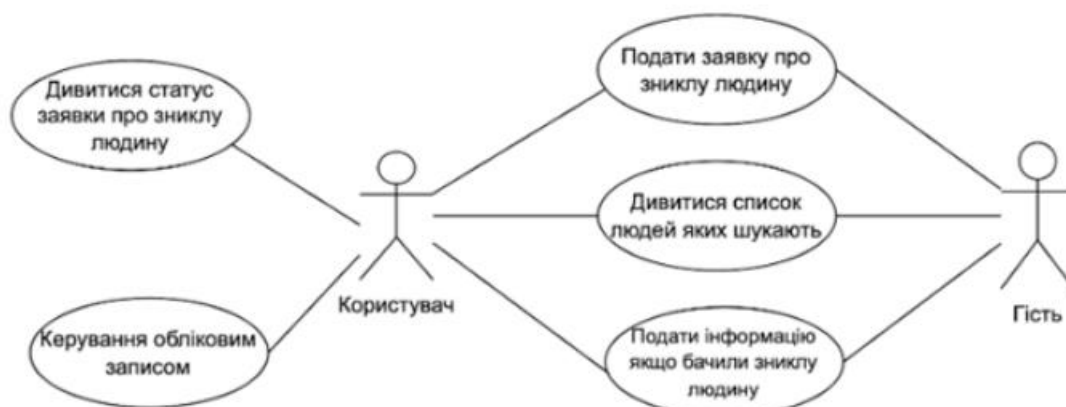 Дивитися статус
заявки про зниклу
людину
Подати заявку про
зниклу людину
Дивитися список
людей яких шукають
Користувач
Гість
Керування обліковим
записом
Подати інформацію
якщо бачили зниклу
людину